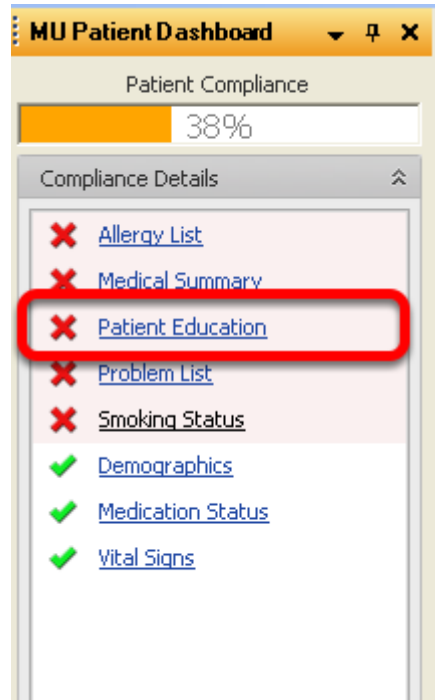 MU Patient Dashboard
Patient Compliance
38%
Compliance Details
Allergy List
Medical Summary
Patient Education
Problem List
Smoking Status
Demographics
Medication Status
Vital Signs